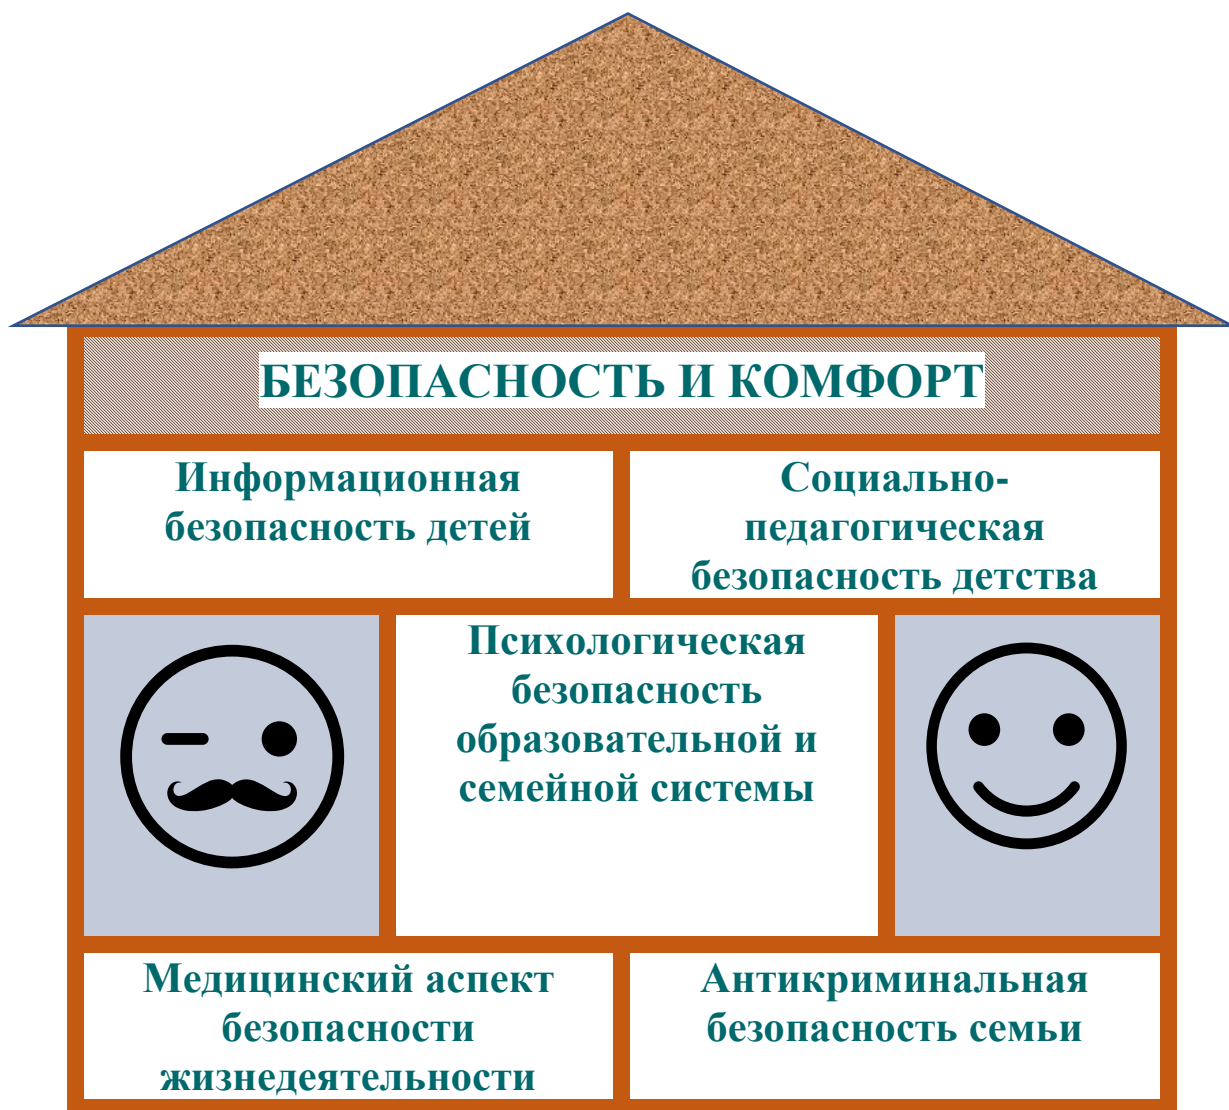 БЕЗОПАСНОСТЬ И КОМФОРТ
Информационная
безопасность детей
Социально-
педагогическая
безопасность детства
Психологическая
безопасность
образовательной и
семейной системы
Медицинский аспект
безопасности
жизнедеятельности
Антикриминальная
безопасность семьи